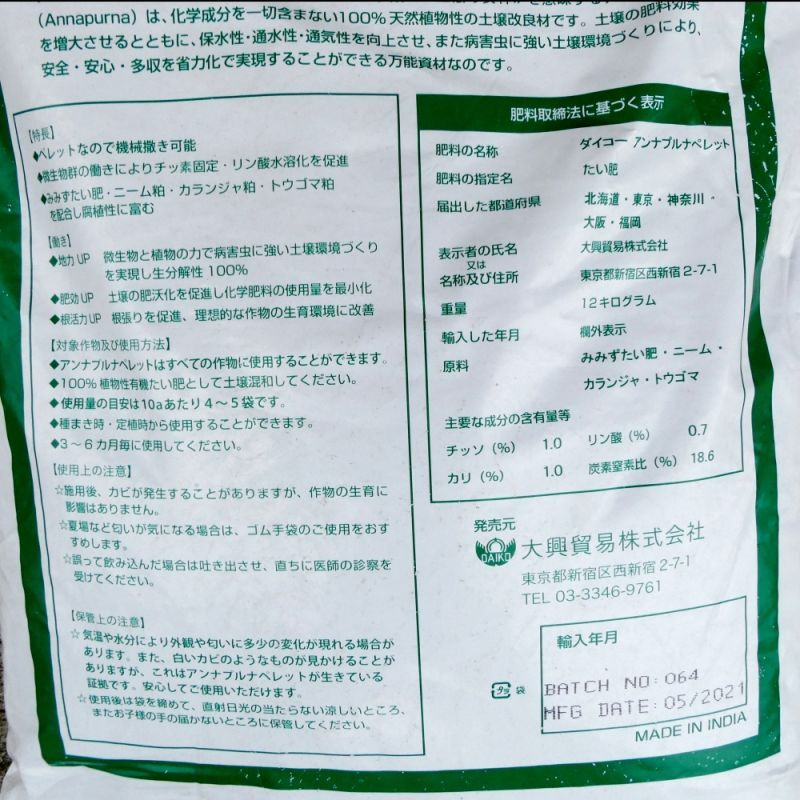 (Annapurna) は、化学成分を一切含まない100% 天然植物性の土壌改良材です。土壌の肥料効果
を増大させるとともに、保水性・通水性・通気性を向上させ、また病害虫に強い土壌環境づくりにより、
安全・安心・多収を省力化で実現することができる万能資材なのです。
【特長】
◆ペレットなので機械撒き可能
◆微生物群の働きによりチッ素固定・リン酸水溶化を促進
◆みみずたい肥・ニーム粕・カランジャ粕・トウゴマ粕
を配合し腐植性に富む
【働き】
◆地力 UP 微生物と植物の力で病害虫に強い土壌環境づくり
を実現し生分解性 100%
◆肥効 UP 土壌の肥沃化を促進し化学肥料の使用量を最小化
◆根活力 UP 根張りを促進、理想的な作物の生育環境に改善
【対象作物及び使用方法】
◆アンナプルナペレットはすべての作物に使用することができます。
◆100% 植物性有機たい肥として土壌混和してください。
◆使用量の目安は10aあたり4~5袋です。
◆種まき時・定植時から使用することができます。
◆3~6カ月毎に使用してください。
【使用上の注意】
☆施用後、カビが発生することがありますが、作物の生育に
影響はありません。
☆夏場など匂いが気になる場合は、ゴム手袋のご使用をおす
すめします。
☆誤って飲み込んだ場合は吐き出させ、直ちに医師の診察を
受けてください。
【保管上の注意】
☆気温や水分により外観や匂いに多少の変化が現れる場合が
あります。また、白いカビのようなものが見かけることが
ありますが、これはアンナプルナペレットが生きている
証拠です。安心してご使用いただけます。
☆使用後は袋を締めて、直射日光の当たらない涼しいところ、
またお子様の手の届かないところに保管してください。
肥料取締法に基づく表示
肥料の名称 ダイコー アンナプルナペレット
肥料の指定名 たい肥
届出した都道府県 北海道・東京・神奈川・
大阪・福岡
表示者の氏名 大興貿易株式会社
又は
名称及び住所 東京都新宿区西新宿2-7-1
重量 12キログラム
輸入した年月 欄外表示
原料 みみずたい肥・ニーム・
カランジャ・トウゴマ
主要な成分の含有量等
チッソ(%) 1.0 リン酸(%) 0.7
カリ(%) 1.0 炭素窒素比(%) 18.6
発売元
DAIKO 大興貿易株式会社
東京都新宿区西新宿2-7-1
TEL 03-3346-9761
輸入年月
プラ 袋
BATCH NO: 064
MFG DATE: 05/2021
MADE IN INDIA